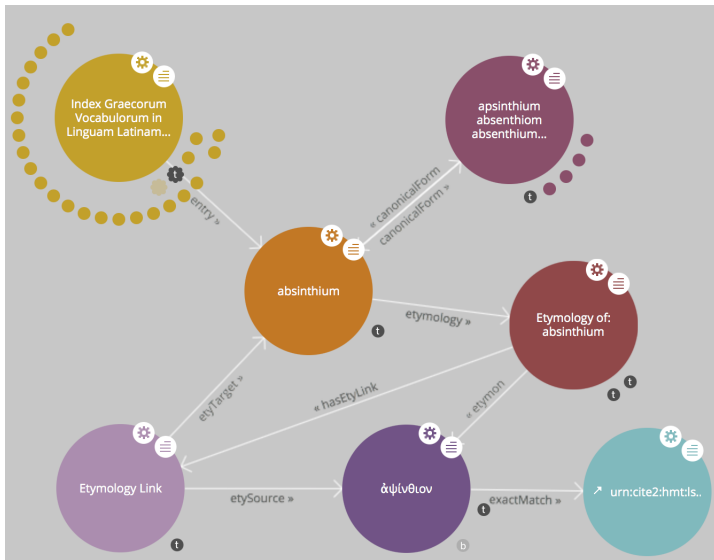 Index Graecorum
Vocabulorum in
Linguam Latinam...
apsinthium
absenthiom
absenthium...
t
entry »
« canonicalForm
canonicalForm »
t
absinthium
t
etymology »
Etymology of:
absinthium
t
t
etyTarget »
« hasEtyLink
« etymon
Etymology Link
t
etySource »
ἀψίνθιον
t
b
exactMatch »
↗ urn:cite2:hmt:ls..